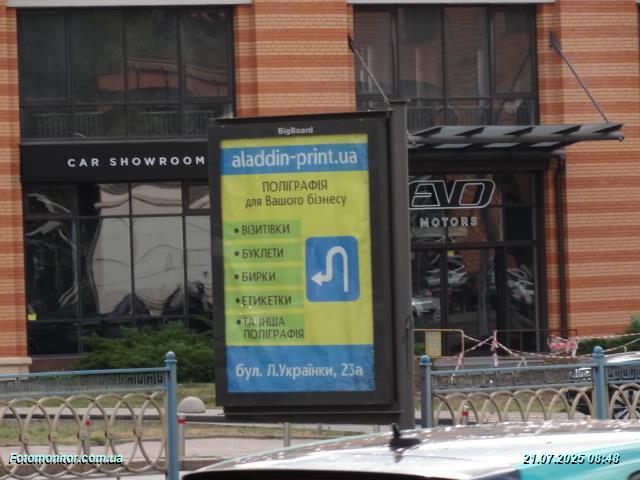 BigBoard
aladdin-print.ua
ПОЛІГРАФІЯ
для Вашого бізнесу
• ВІЗИТІВКИ
• БУКЛЕТИ
• БИРКИ
• ЕТИКЕТКИ
• ТА ІНША
ПОЛІГРАФІЯ
бул. Л.Українки, 23а
CAR SHOWROOM
EVO
MOTORS
Fotomonitor.com.ua
21.07.2025 08:48